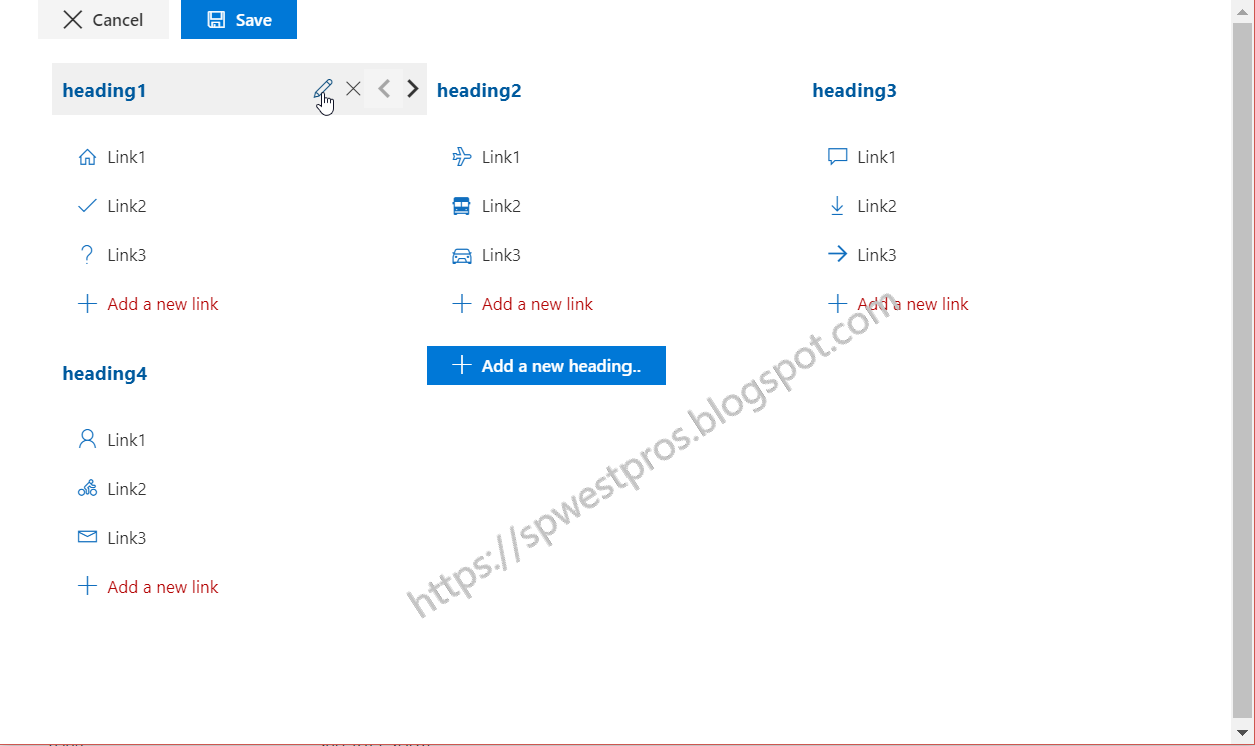 Cancel
Save
heading1
Link1
Link2
Link3
Add a new link
heading2
Link1
Link2
Link3
Add a new link
heading3
Link1
Link2
Link3
Add a new link
heading4
Link1
Link2
Link3
Add a new link
Add a new heading..
https://spwestpros.blogspot.com